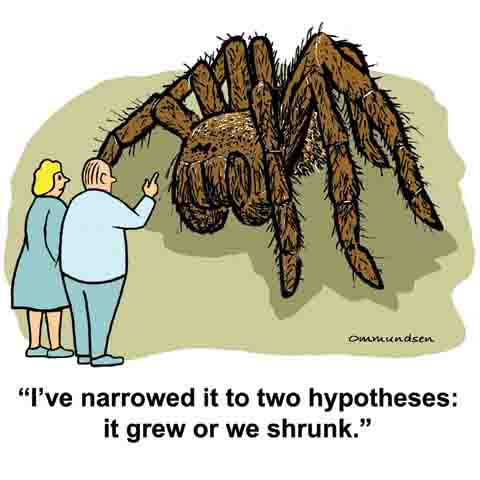 Ommundsen
“I’ve narrowed it to two hypotheses:
it grew or we shrunk.”